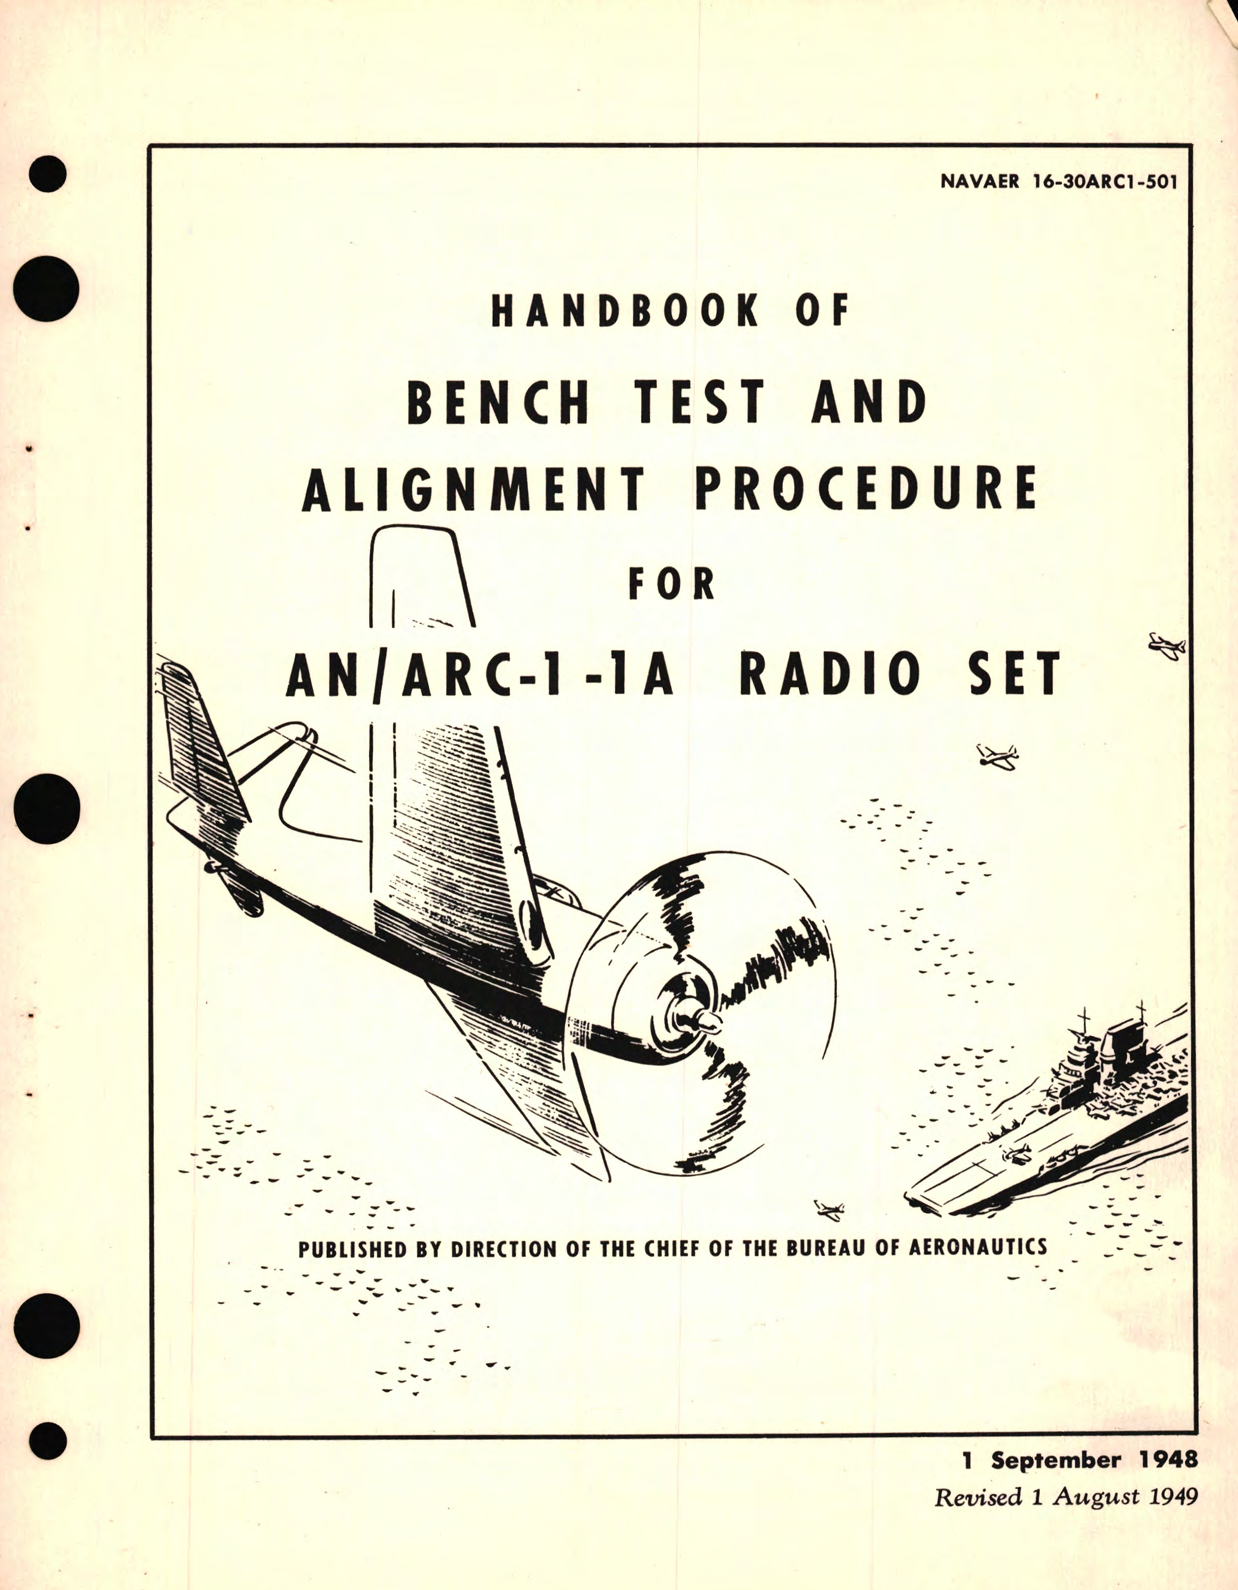 NAVAER 16-30ARC1-501
HANDBOOK OF
BENCH TEST AND
ALIGNMENT PROCEDURE
FOR
AN/ARC-1-1A RADIO SET
PUBLISHED BY DIRECTION OF THE CHIEF OF THE BUREAU OF AERONAUTICS
1 September 1948
Revised 1 August 1949